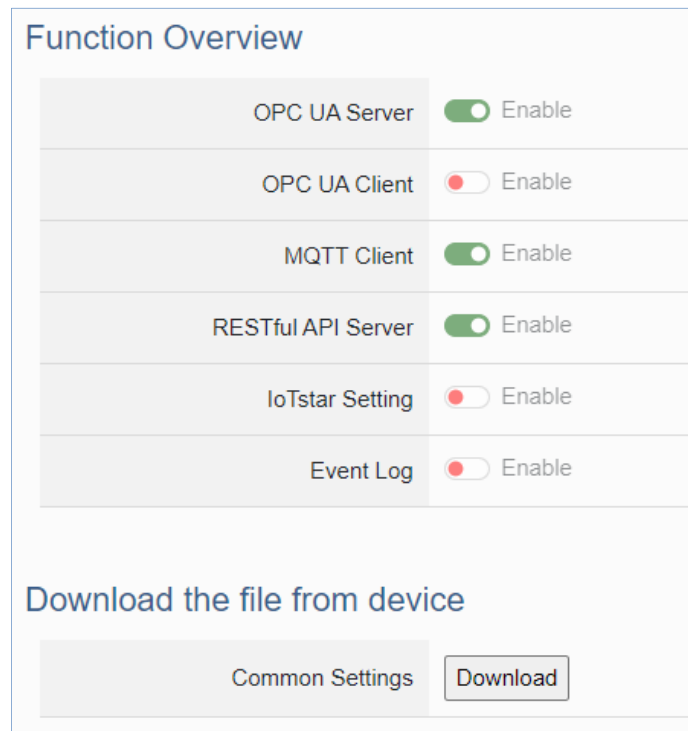 Function Overview
OPC UA Server Enable
OPC UA Client Enable
MQTT Client Enable
RESTful API Server Enable
IoTstar Setting Enable
Event Log Enable
Download the file from device
Common Settings Download